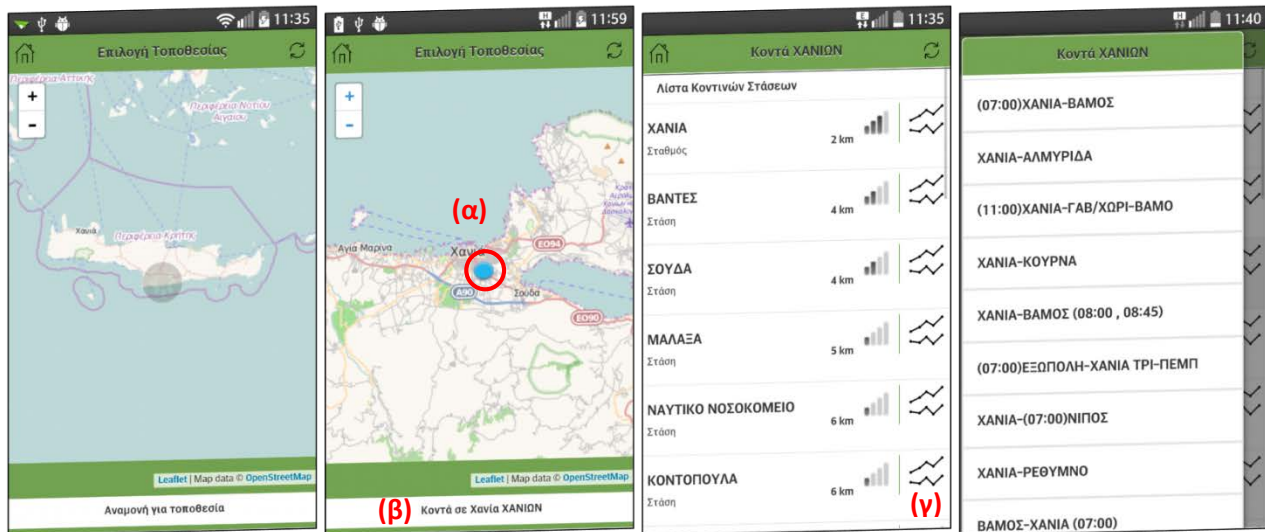 11:35
Επιλογή Τοποθεσίας
Περιφέρεια Αττικής
Περιφέρεια Νοτίου
Αιγαίου
+
-
Χανιά
Περιφέρεια Κρήτης
Leaflet | Map data © OpenStreetMap
Αναμονή για τοποθεσία
H 11:59
Επιλογή Τοποθεσίας
+
-
(α)
Αγία Μαρίνα
Χανιά
EO94
A90
Σούδα
EO90
Leaflet | Map data © OpenStreetMap
(β) Κοντά σε Χανία ΧΑΝΙΩΝ
E 11:35
Κοντά ΧΑΝΙΩΝ
Λίστα Κοντινών Στάσεων
ΧΑΝΙΑ
Σταθμός
2 km
ΒΑΝΤΕΣ
Στάση
4 km
ΣΟΥΔΑ
Στάση
4 km
ΜΑΛΑΞΑ
Στάση
5 km
ΝΑΥΤΙΚΟ ΝΟΣΟΚΟΜΕΙΟ
Στάση
6 km
ΚΟΝΤΟΠΟΥΛΑ
Στάση
6 km
(γ)
H 11:40
Κοντά ΧΑΝΙΩΝ
(07:00)ΧΑΝΙΑ-ΒΑΜΟΣ
ΧΑΝΙΑ-ΑΛΜΥΡΙΔΑ
(11:00)ΧΑΝΙΑ-ΓΑΒ/ΧΩΡΙ-ΒΑΜΟ
ΧΑΝΙΑ-ΚΟΥΡΝΑ
ΧΑΝΙΑ-ΒΑΜΟΣ (08:00 , 08:45)
(07:00)ΕΞΩΠΟΛΗ-ΧΑΝΙΑ ΤΡΙ-ΠΕΜΠ
ΧΑΝΙΑ-(07:00)ΝΙΠΟΣ
ΧΑΝΙΑ-ΡΕΘΥΜΝΟ
ΒΑΜΟΣ-ΧΑΝΙΑ (07:00)